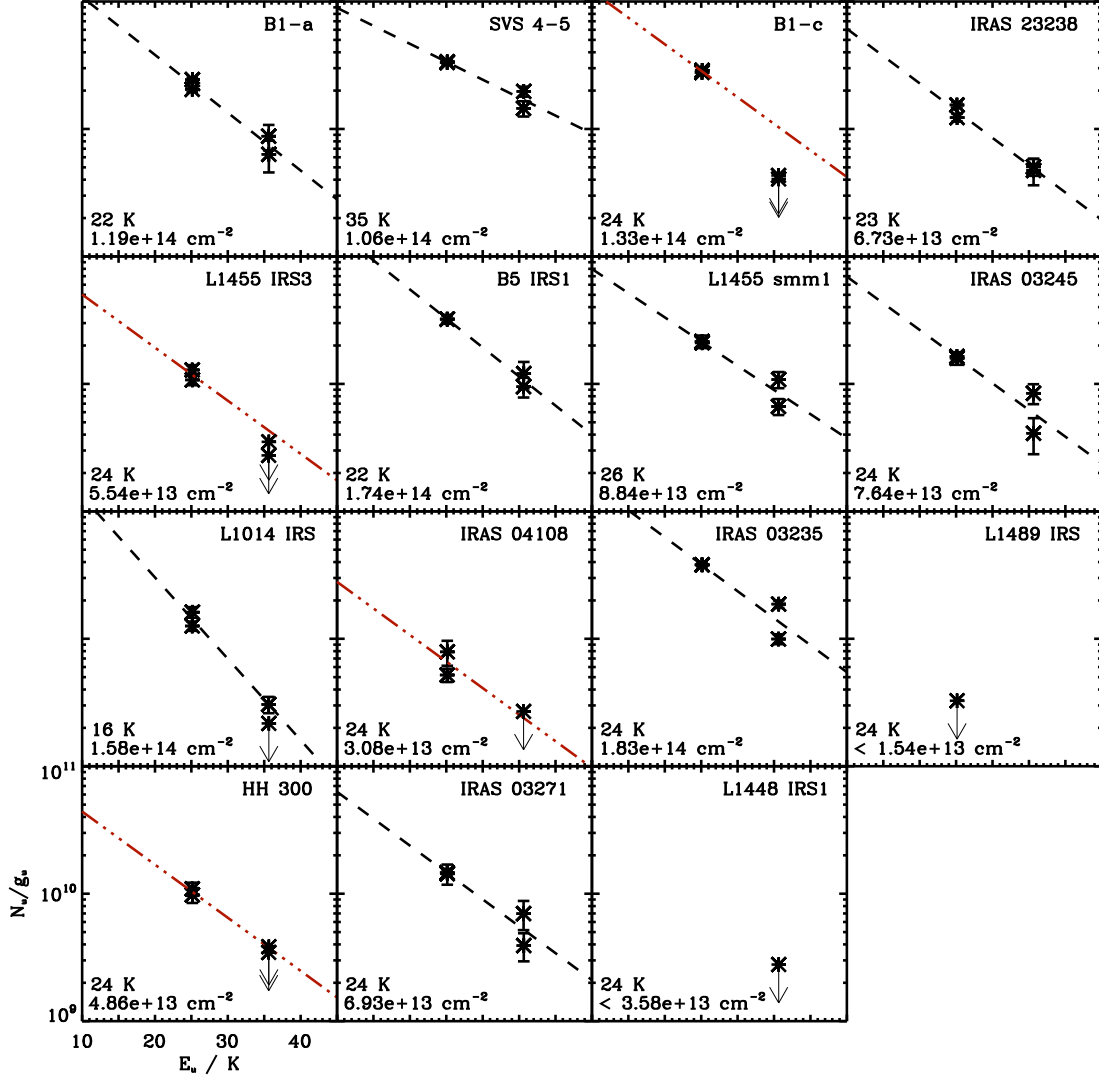 B1-a
22 K
1.19e+14 cm⁻²
SVS 4-5
35 K
1.06e+14 cm⁻²
B1-c
24 K
1.33e+14 cm⁻²
IRAS 23238
23 K
6.73e+13 cm⁻²
L1455 IRS3
24 K
5.54e+13 cm⁻²
B5 IRS1
22 K
1.74e+14 cm⁻²
L1455 smm1
26 K
8.84e+13 cm⁻²
IRAS 03245
24 K
7.64e+13 cm⁻²
L1014 IRS
16 K
1.58e+14 cm⁻²
IRAS 04108
24 K
3.08e+13 cm⁻²
IRAS 03235
24 K
1.83e+14 cm⁻²
L1489 IRS
24 K
< 1.54e+13 cm⁻²
HH 300
24 K
4.86e+13 cm⁻²
IRAS 03271
24 K
6.93e+13 cm⁻²
L1448 IRS1
24 K
< 3.58e+13 cm⁻²
10¹¹
10¹⁰
10⁹
Nᵤ/gᵤ
10 20 30 40
Eᵤ / K